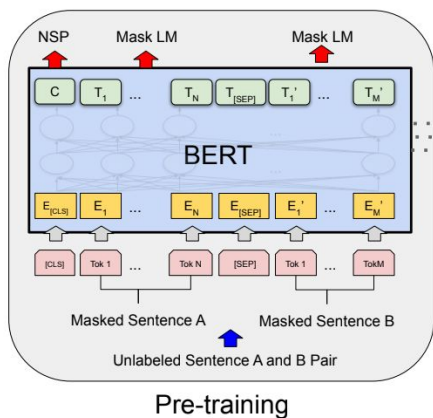 NSP Mask LM Mask LM
C T1 ... TN T[SEP] T1' ... TM'
BERT
E[CLS] E1 ... EN E[SEP] E1' ... EM'
[CLS] Tok 1 ... Tok N [SEP] Tok 1 ... TokM
Masked Sentence A Masked Sentence B
Unlabeled Sentence A and B Pair
Pre-training